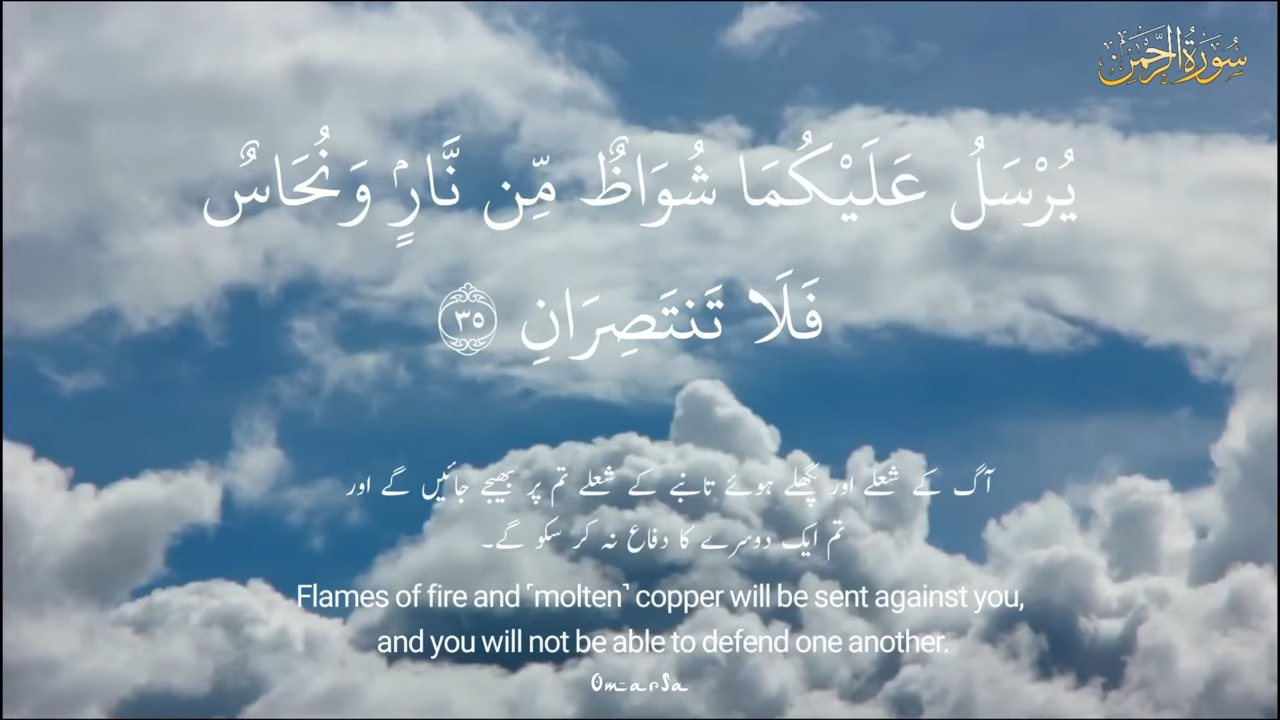 سُورَةُ الرَّحْمٰن
يُرْسَلُ عَلَيْكُمَا شُوَاظٌ مِّن نَّارٍۢ وَنُحَاسٌ
فَلَا تَنتَصِرَانِ ٣٥
آگ کے شعلے اور پگھلے ہوئے تانبے کے شعلے تم پر بھیجے جائیں گے اور
تم ایک دوسرے کا دفاع نہ کر سکو گے۔
Flames of fire and ˹molten˺ copper will be sent against you,
and you will not be able to defend one another.
OmarSa